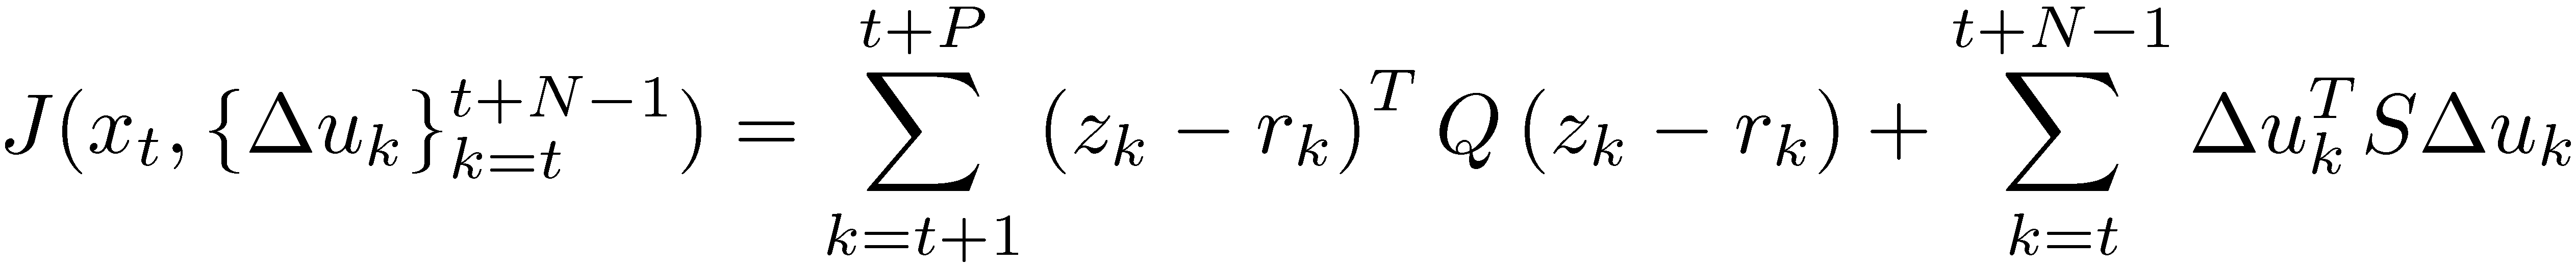 J(x_t, \{\Delta u_k\}_{k=t}^{t+N-1}) = \sum_{k=t+1}^{t+P} (z_k - r_k)^T Q (z_k - r_k) + \sum_{k=t}^{t+N-1} \Delta u_k^T S \Delta u_k